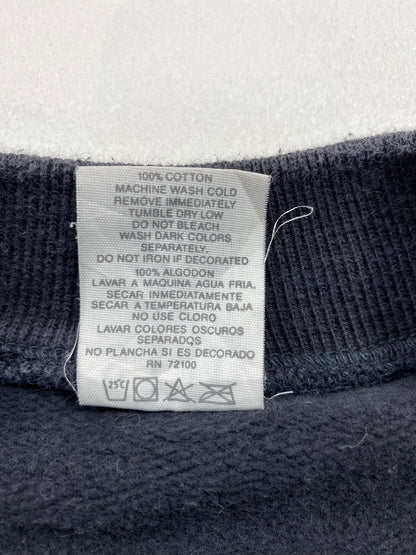 100% COTTON
MACHINE WASH COLD
REMOVE IMMEDIATELY
TUMBLE DRY LOW
DO NOT BLEACH
WASH DARK COLORS
SEPARATELY.
DO NOT IRON IF DECORATED
100% ALGODON
LAVAR A MAQUINA AGUA FRIA.
SECAR INMEDIATAMENTE
SECAR A TEMPERATURA BAJA
NO USE CLORO
LAVAR COLORES OSCUROS
SEPARADOS
NO PLANCHA SI ES DECORADO
RN 72100
25°C